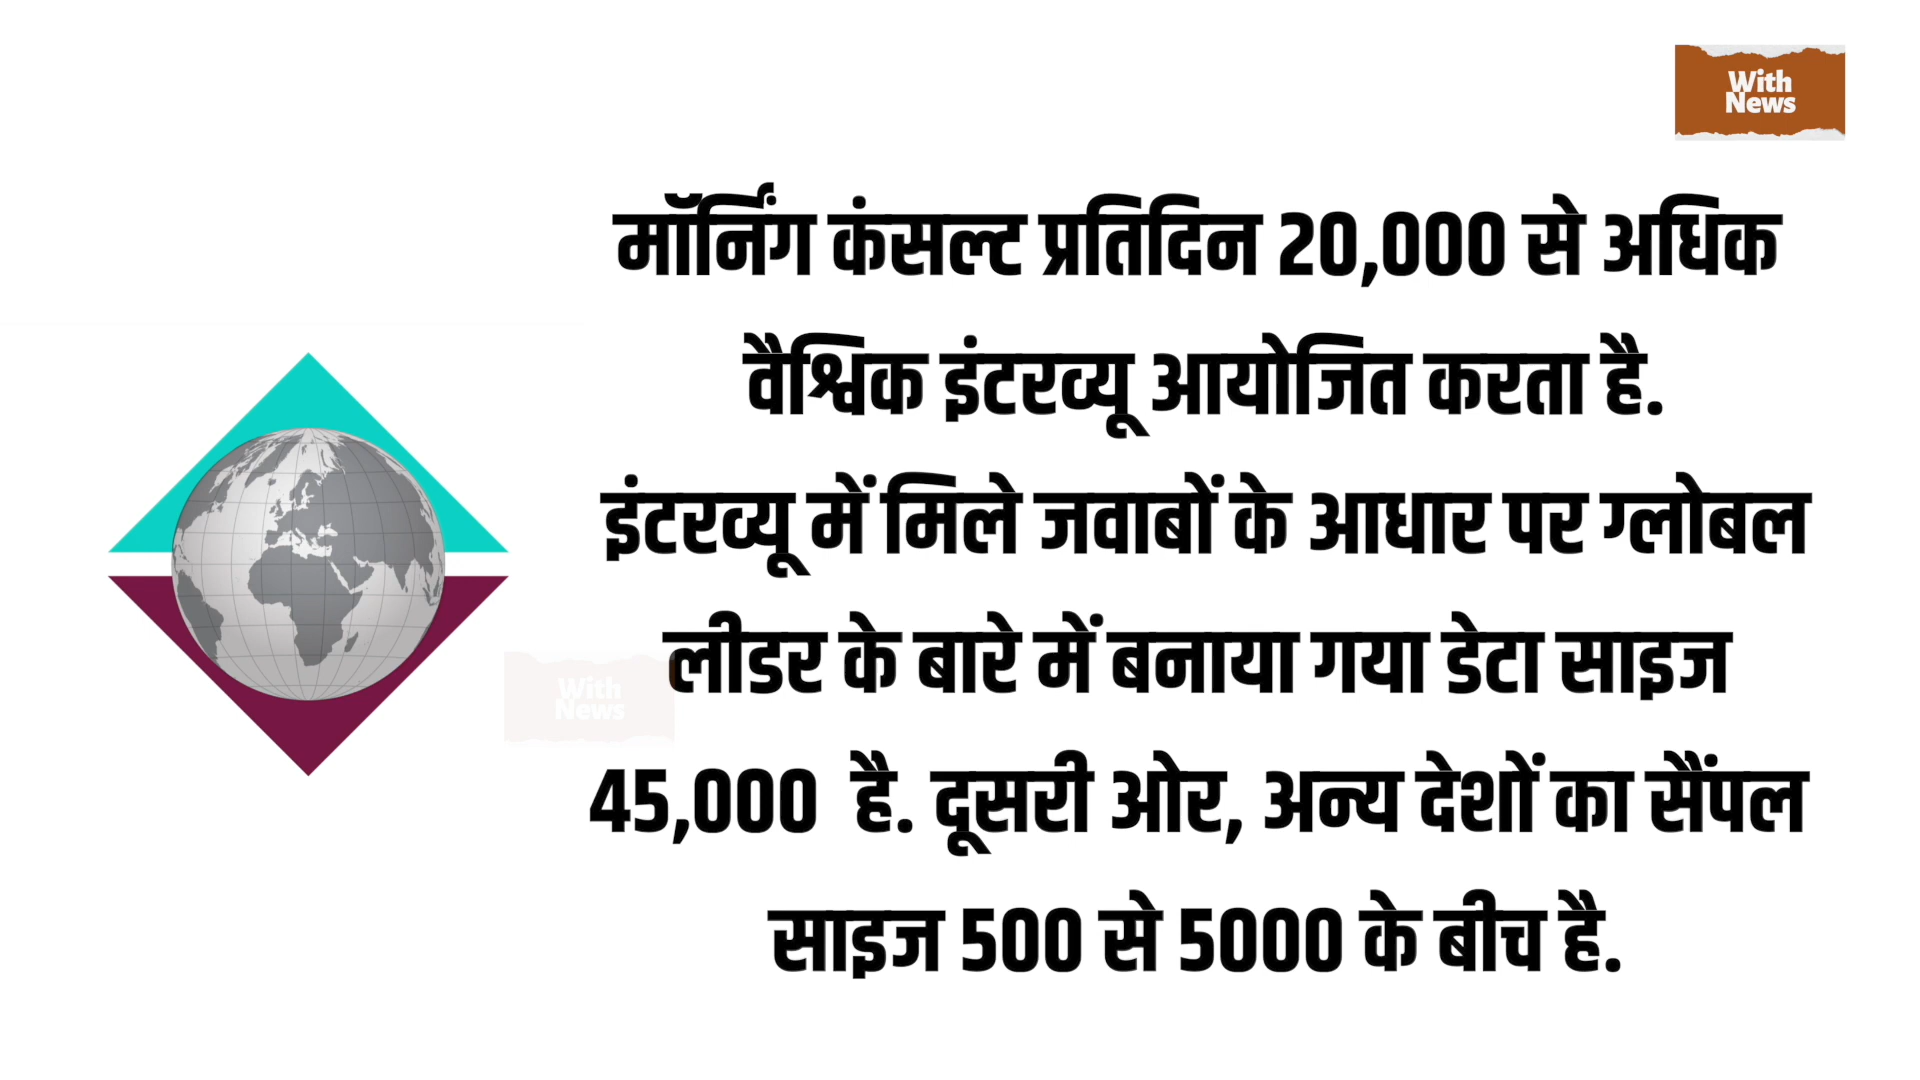 With
News
मॉर्निंग कंसल्ट प्रतिदिन 20,000 से अधिक
वैश्विक इंटरव्यू आयोजित करता है.
इंटरव्यू में मिले जवाबों के आधार पर ग्लोबल
लीडर के बारे में बनाया गया डेटा साइज
With
News
45,000 है. दूसरी ओर, अन्य देशों का सैंपल
साइज 500 से 5000 के बीच है.